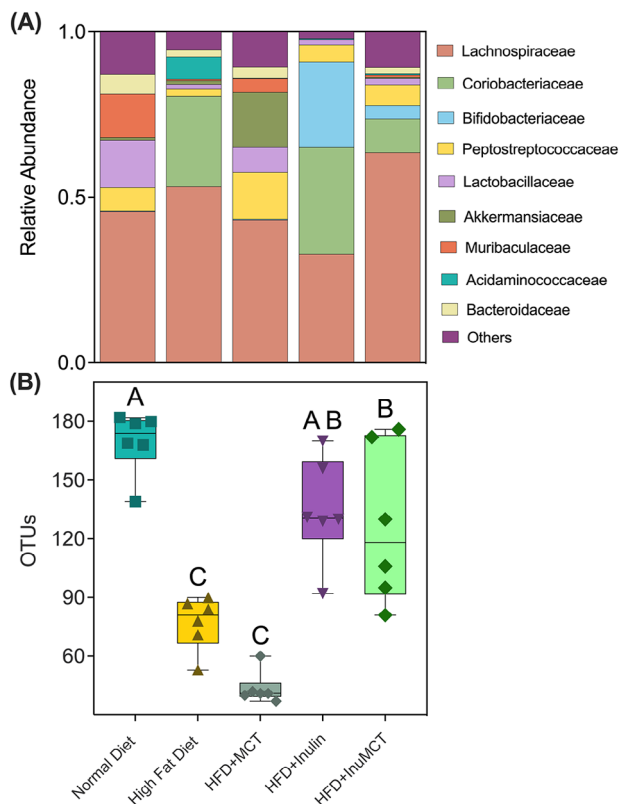 (A)
Relative Abundance
1.0
0.5
0.0
Lachnospiraceae
Coriobacteriaceae
Bifidobacteriaceae
Peptostreptococcaceae
Lactobacillaceae
Akkermansiaceae
Muribaculaceae
Acidaminococcaceae
Bacteroidaceae
Others
(B)
OTUs
180
150
120
90
60
A
C
C
A B
B
Normal Diet
High Fat Diet
HFD+MCT
HFD+Inulin
HFD+InuMCT